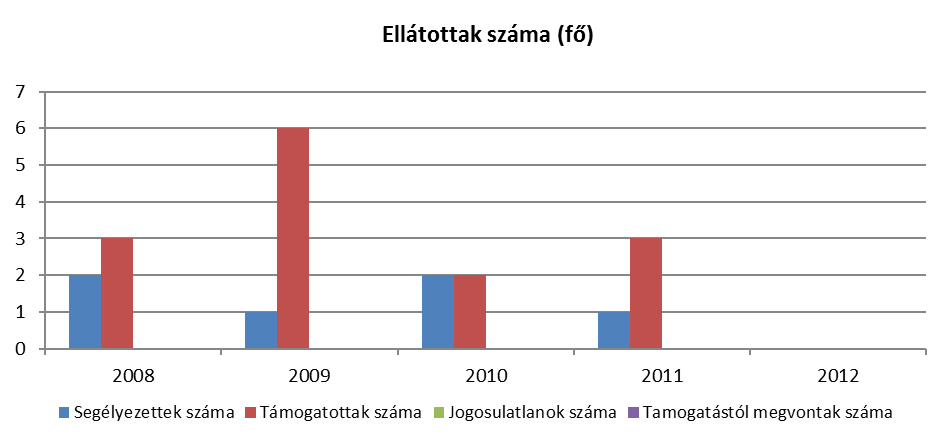 Ellátottak száma (fő)
7
6
5
4
3
2
1
0
2008 2009 2010 2011 2012
Segélyezettek száma Támogatottak száma Jogosulatlanok száma Tamogatástól megvontak száma